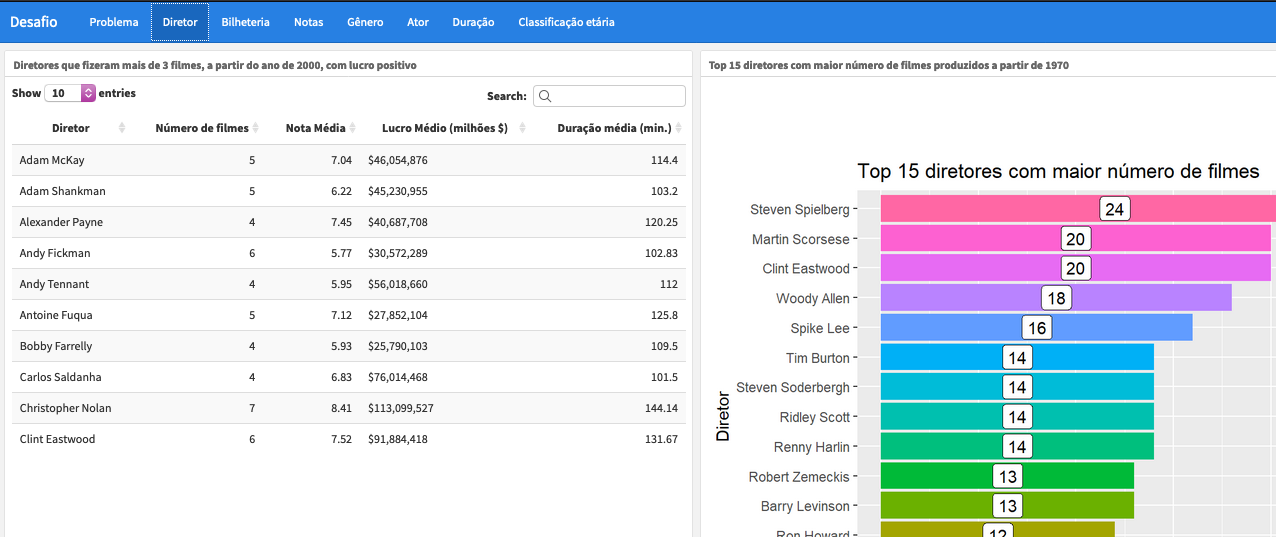 Desafio Problema Diretor Bilheteria Notas Gênero Ator Duração Classificação etária
Diretores que fizeram mais de 3 filmes, a partir do ano de 2000, com lucro positivo
Show 10 entries
Search:
Diretor Número de filmes Nota Média Lucro Médio (milhões $) Duração média (min.)
Adam McKay 5 7.04 $46,054,876 114.4
Adam Shankman 5 6.22 $45,230,955 103.2
Alexander Payne 4 7.45 $40,687,708 120.25
Andy Fickman 6 5.77 $30,572,289 102.83
Andy Tennant 4 5.95 $56,018,660 112
Antoine Fuqua 5 7.12 $27,852,104 125.8
Bobby Farrelly 4 5.93 $25,790,103 109.5
Carlos Saldanha 4 6.83 $76,014,468 101.5
Christopher Nolan 7 8.41 $113,099,527 144.14
Clint Eastwood 6 7.52 $91,884,418 131.67
Top 15 diretores com maior número de filmes produzidos a partir de 1970
Top 15 diretores com maior número de filmes
Diretor
Steven Spielberg 24
Martin Scorsese 20
Clint Eastwood 20
Woody Allen 18
Spike Lee 16
Tim Burton 14
Steven Soderbergh 14
Ridley Scott 14
Renny Harlin 14
Robert Zemeckis 13
Barry Levinson 13
Ron Howard 12